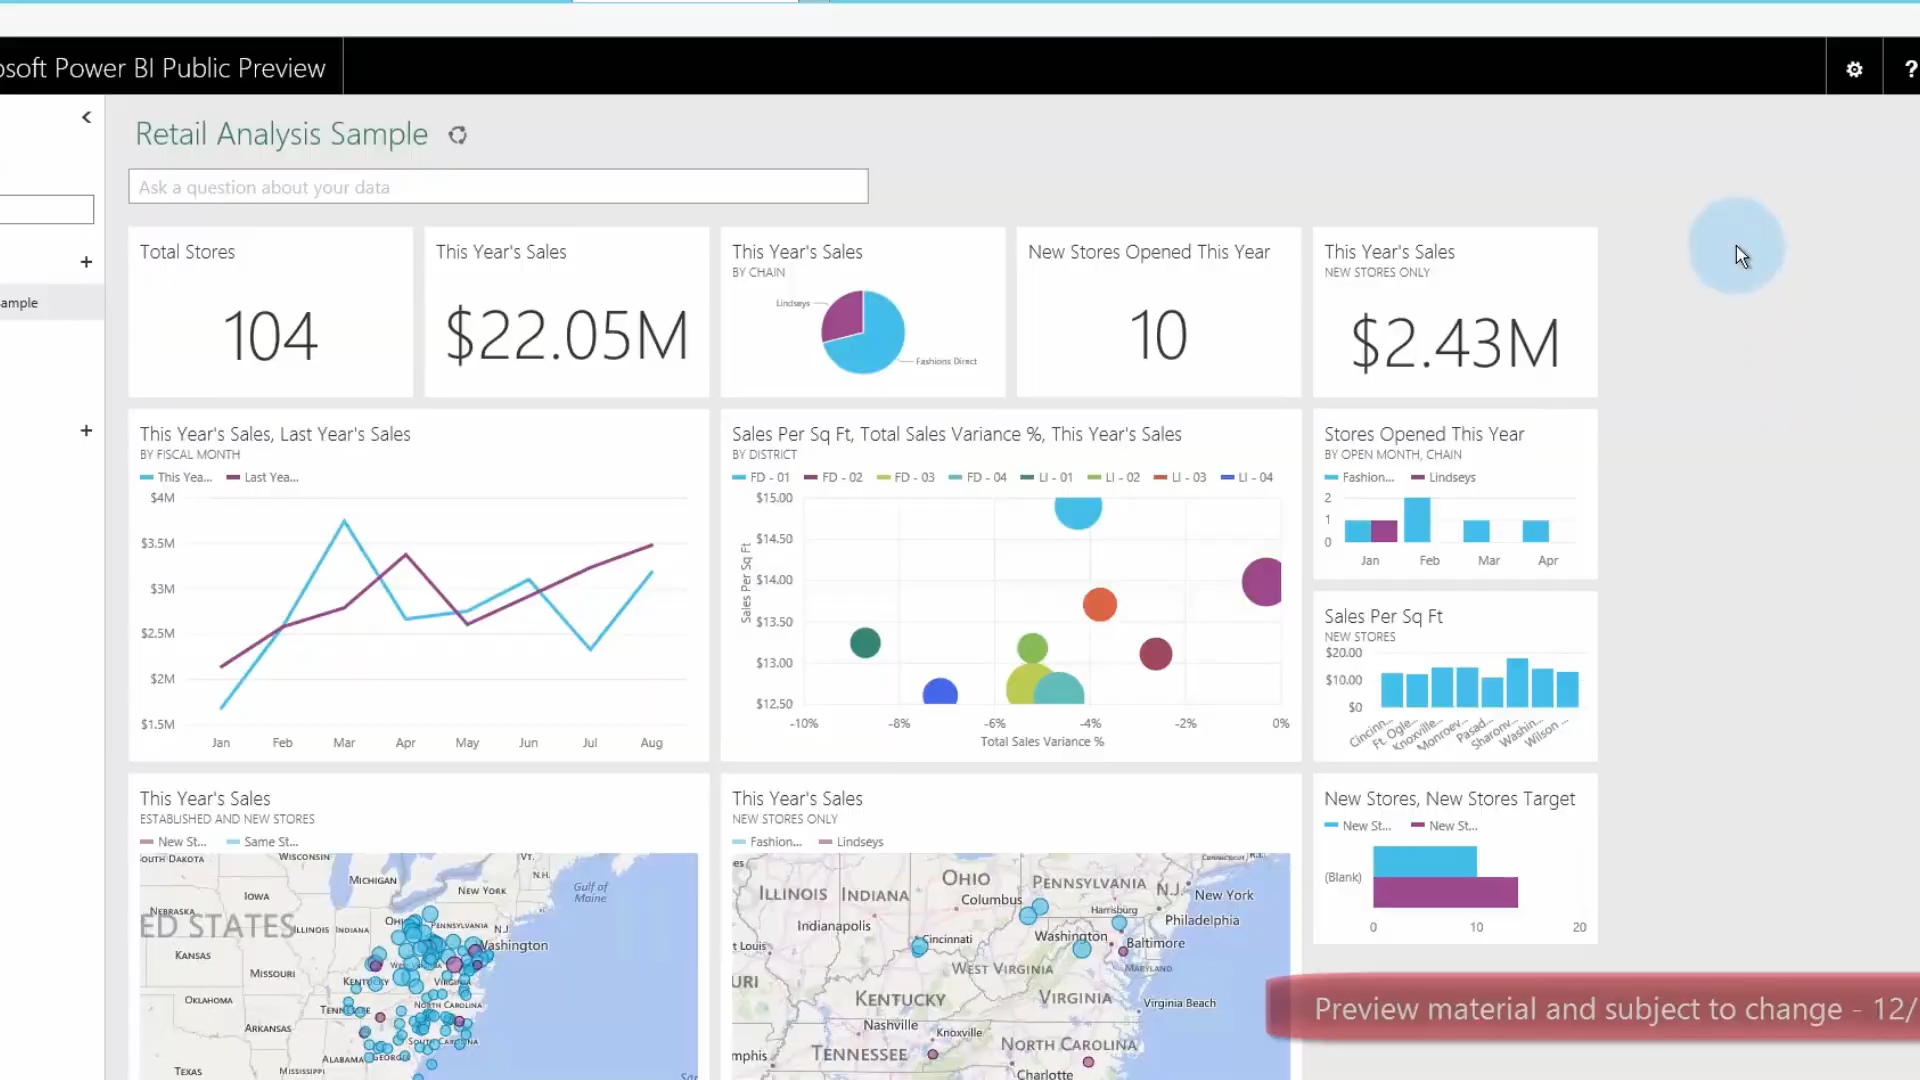 osoft Power BI Public Preview
?
Retail Analysis Sample
Ask a question about your data
ample
Total Stores
104
This Year's Sales
$22.05M
This Year's Sales
BY CHAIN
Lindseys
Fashions Direct
New Stores Opened This Year
10
This Year's Sales
NEW STORES ONLY
$2.43M
This Year's Sales, Last Year's Sales
BY FISCAL MONTH
This Yea... Last Yea...
$4M
$3.5M
$3M
$2.5M
$2M
$1.5M
Jan Feb Mar Apr May Jun Jul Aug
Sales Per Sq Ft, Total Sales Variance %, This Year's Sales
BY DISTRICT
FD - 01 FD - 02 FD - 03 FD - 04 LI - 01 LI - 02 LI - 03 LI - 04
Sales Per Sq Ft
$15.00
$14.50
$14.00
$13.50
$13.00
$12.50
-10% -8% -6% -4% -2% 0%
Total Sales Variance %
Stores Opened This Year
BY OPEN MONTH, CHAIN
Fashion... Lindseys
2
1
0
Jan Feb Mar Apr
Sales Per Sq Ft
NEW STORES
$20.00
$10.00
$0
Cincinn... Ft. Ogle... Knoxville... Monroev... Pasad... Sharonv... Washin... Wilson ...
This Year's Sales
ESTABLISHED AND NEW STORES
New St... Same St...
OUTH DAKOTA
WISCONSIN
VT.
MICHIGAN
N.H.
NEW YORK
Gulf of
Maine
IOWA
NEBRASKA
ED STATES
ILLINOIS
INDIANA
PENNSYLVANIA
N.J.
Washington
KANSAS
MISSOURI
KENTUCKY
VIRGINIA
OKLAHOMA
NORTH CAROLINA
ARKANSAS
ALABAMA
GEORGIA
TEXAS
MISSISSIPPI
This Year's Sales
NEW STORES ONLY
Fashion... Lindseys
ILLINOIS
INDIANA
OHIO
Columbus
PENNSYLVANIA
N.J.
New York
Indianapolis
Harrisburg
Philadelphia
t Louis
Cincinnati
Washington
Baltimore
MARYLAND
WEST VIRGINIA
URI
KENTUCKY
VIRGINIA
Virginia Beach
Nashville
Knoxville
mphis
TENNESSEE
NORTH CAROLINA
Charlotte
New Stores, New Stores Target
New St... New St...
(Blank)
0 10 20
Preview material and subject to change - 12/